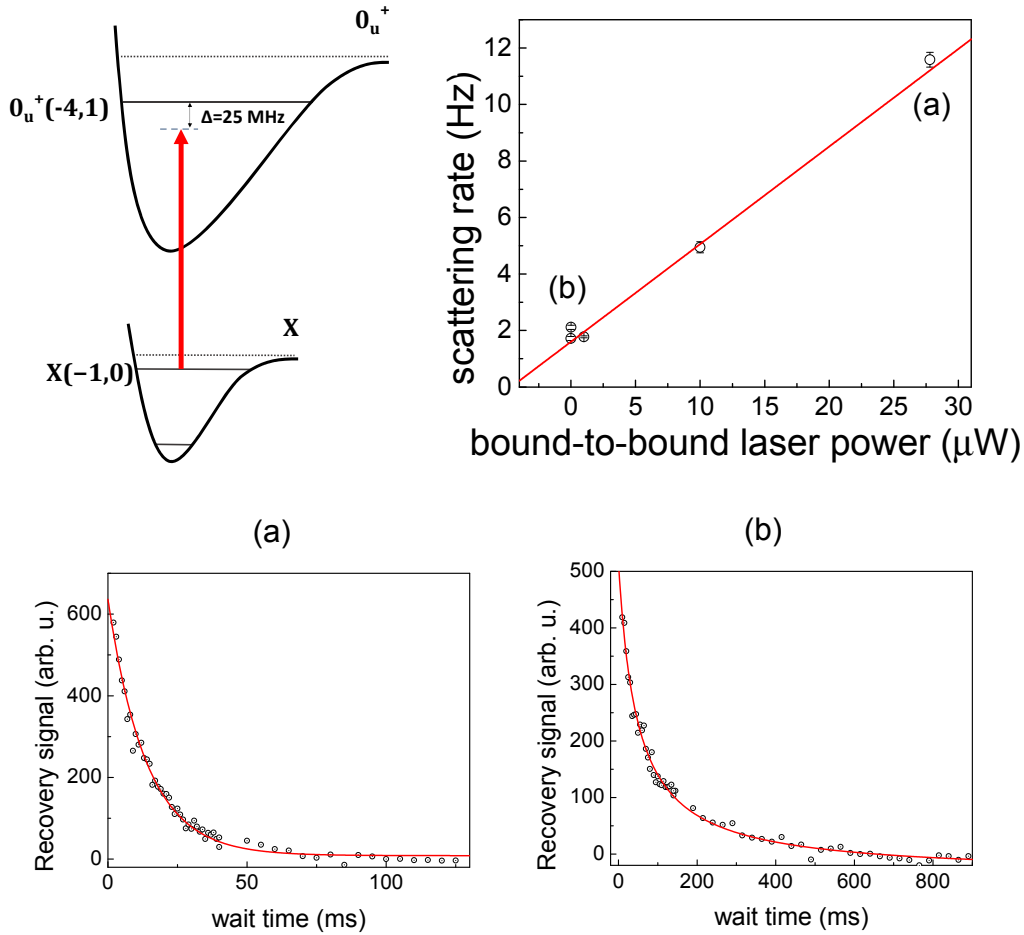 0u+
0u+(-4,1)
Δ=25 MHz
X
X(−1,0)
scattering rate (Hz)
12
10
8
6
4
2
0
(a)
(b)
0 5 10 15 20 25 30
bound-to-bound laser power (μW)
(a)
Recovery signal (arb. u.)
600
400
200
0
0 50 100
wait time (ms)
(b)
Recovery signal (arb. u.)
500
400
300
200
100
0
0 200 400 600 800
wait time (ms)